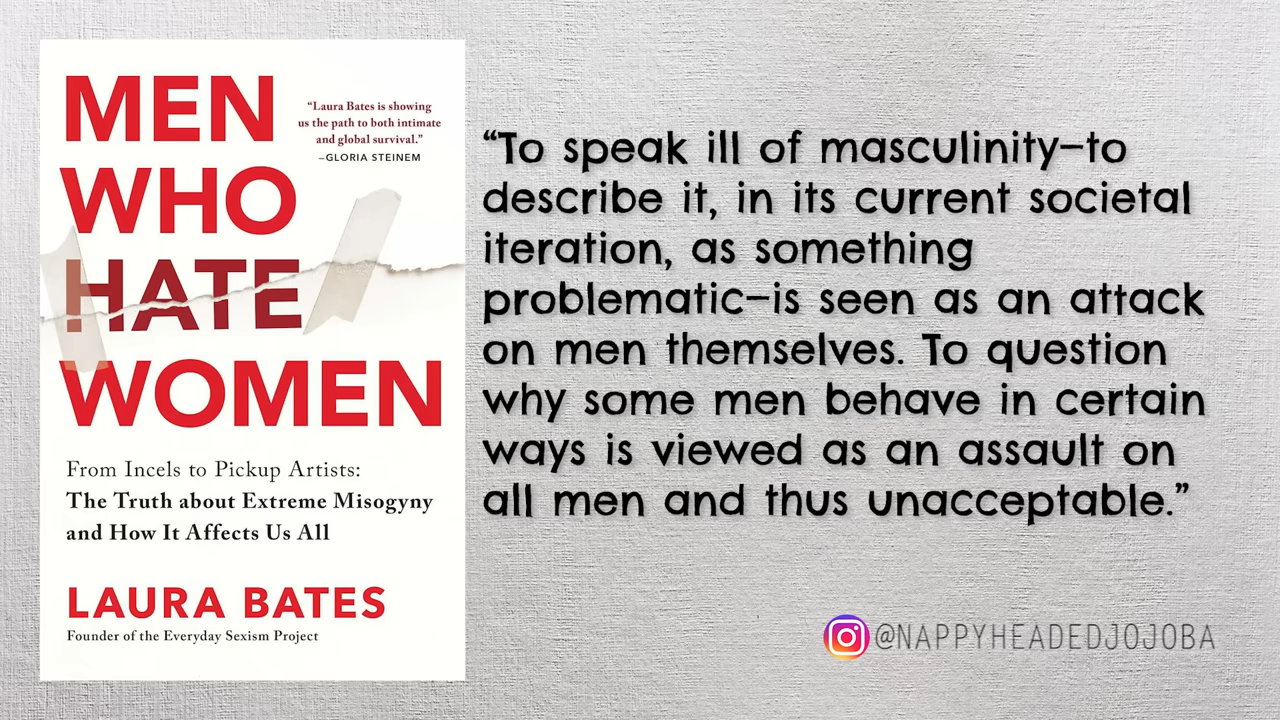 MEN
WHO
HATE
WOMEN
“Laura Bates is showing
us the path to both intimate
and global survival.”
–GLORIA STEINEM
From Incels to Pickup Artists:
The Truth about Extreme Misogyny
and How It Affects Us All
LAURA BATES
Founder of the Everyday Sexism Project
“To speak ill of masculinity–to
describe it, in its current societal
iteration, as something
problematic–is seen as an attack
on men themselves. To question
why some men behave in certain
ways is viewed as an assault on
all men and thus unacceptable.”
@NAPPYHEADEDJOJOBA